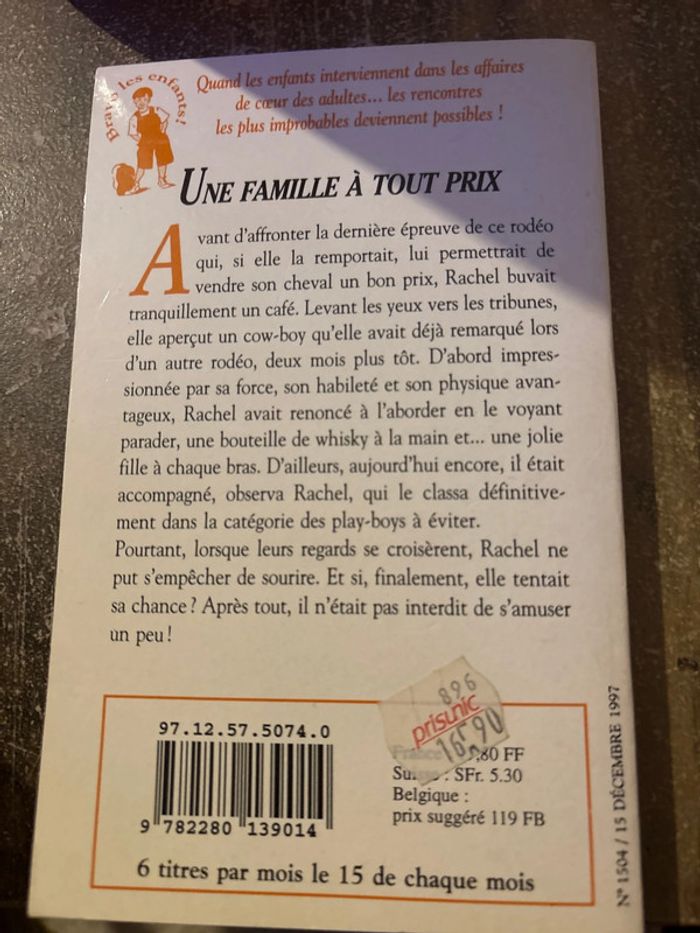 Bravo les enfants!
Quand les enfants interviennent dans les affaires
de cœur des adultes... les rencontres
les plus improbables deviennent possibles !
UNE FAMILLE À TOUT PRIX
Avant d'affronter la dernière épreuve de ce rodéo
qui, si elle la remportait, lui permettrait de
vendre son cheval un bon prix, Rachel buvait
tranquillement un café. Levant les yeux vers les tribunes,
elle aperçut un cow-boy qu'elle avait déjà remarqué lors
d'un autre rodéo, deux mois plus tôt. D'abord impres-
sionnée par sa force, son habileté et son physique avan-
tageux, Rachel avait renoncé à l'aborder en le voyant
parader, une bouteille de whisky à la main et... une jolie
fille à chaque bras. D'ailleurs, aujourd'hui encore, il était
accompagné, observa Rachel, qui le classa définitive-
ment dans la catégorie des play-boys à éviter.
Pourtant, lorsque leurs regards se croisèrent, Rachel ne
put s'empêcher de sourire. Et si, finalement, elle tentait
sa chance ? Après tout, il n'était pas interdit de s'amuser
un peu !
97.12.57.5074.0
9 782280 139014
896
prisunic
16F90
France
,80 FF
: SFr. 5.30
Belgique :
prix suggéré 119 FB
6 titres par mois le 15 de chaque mois
N° 1504 / 15 DÉCEMBRE 1997